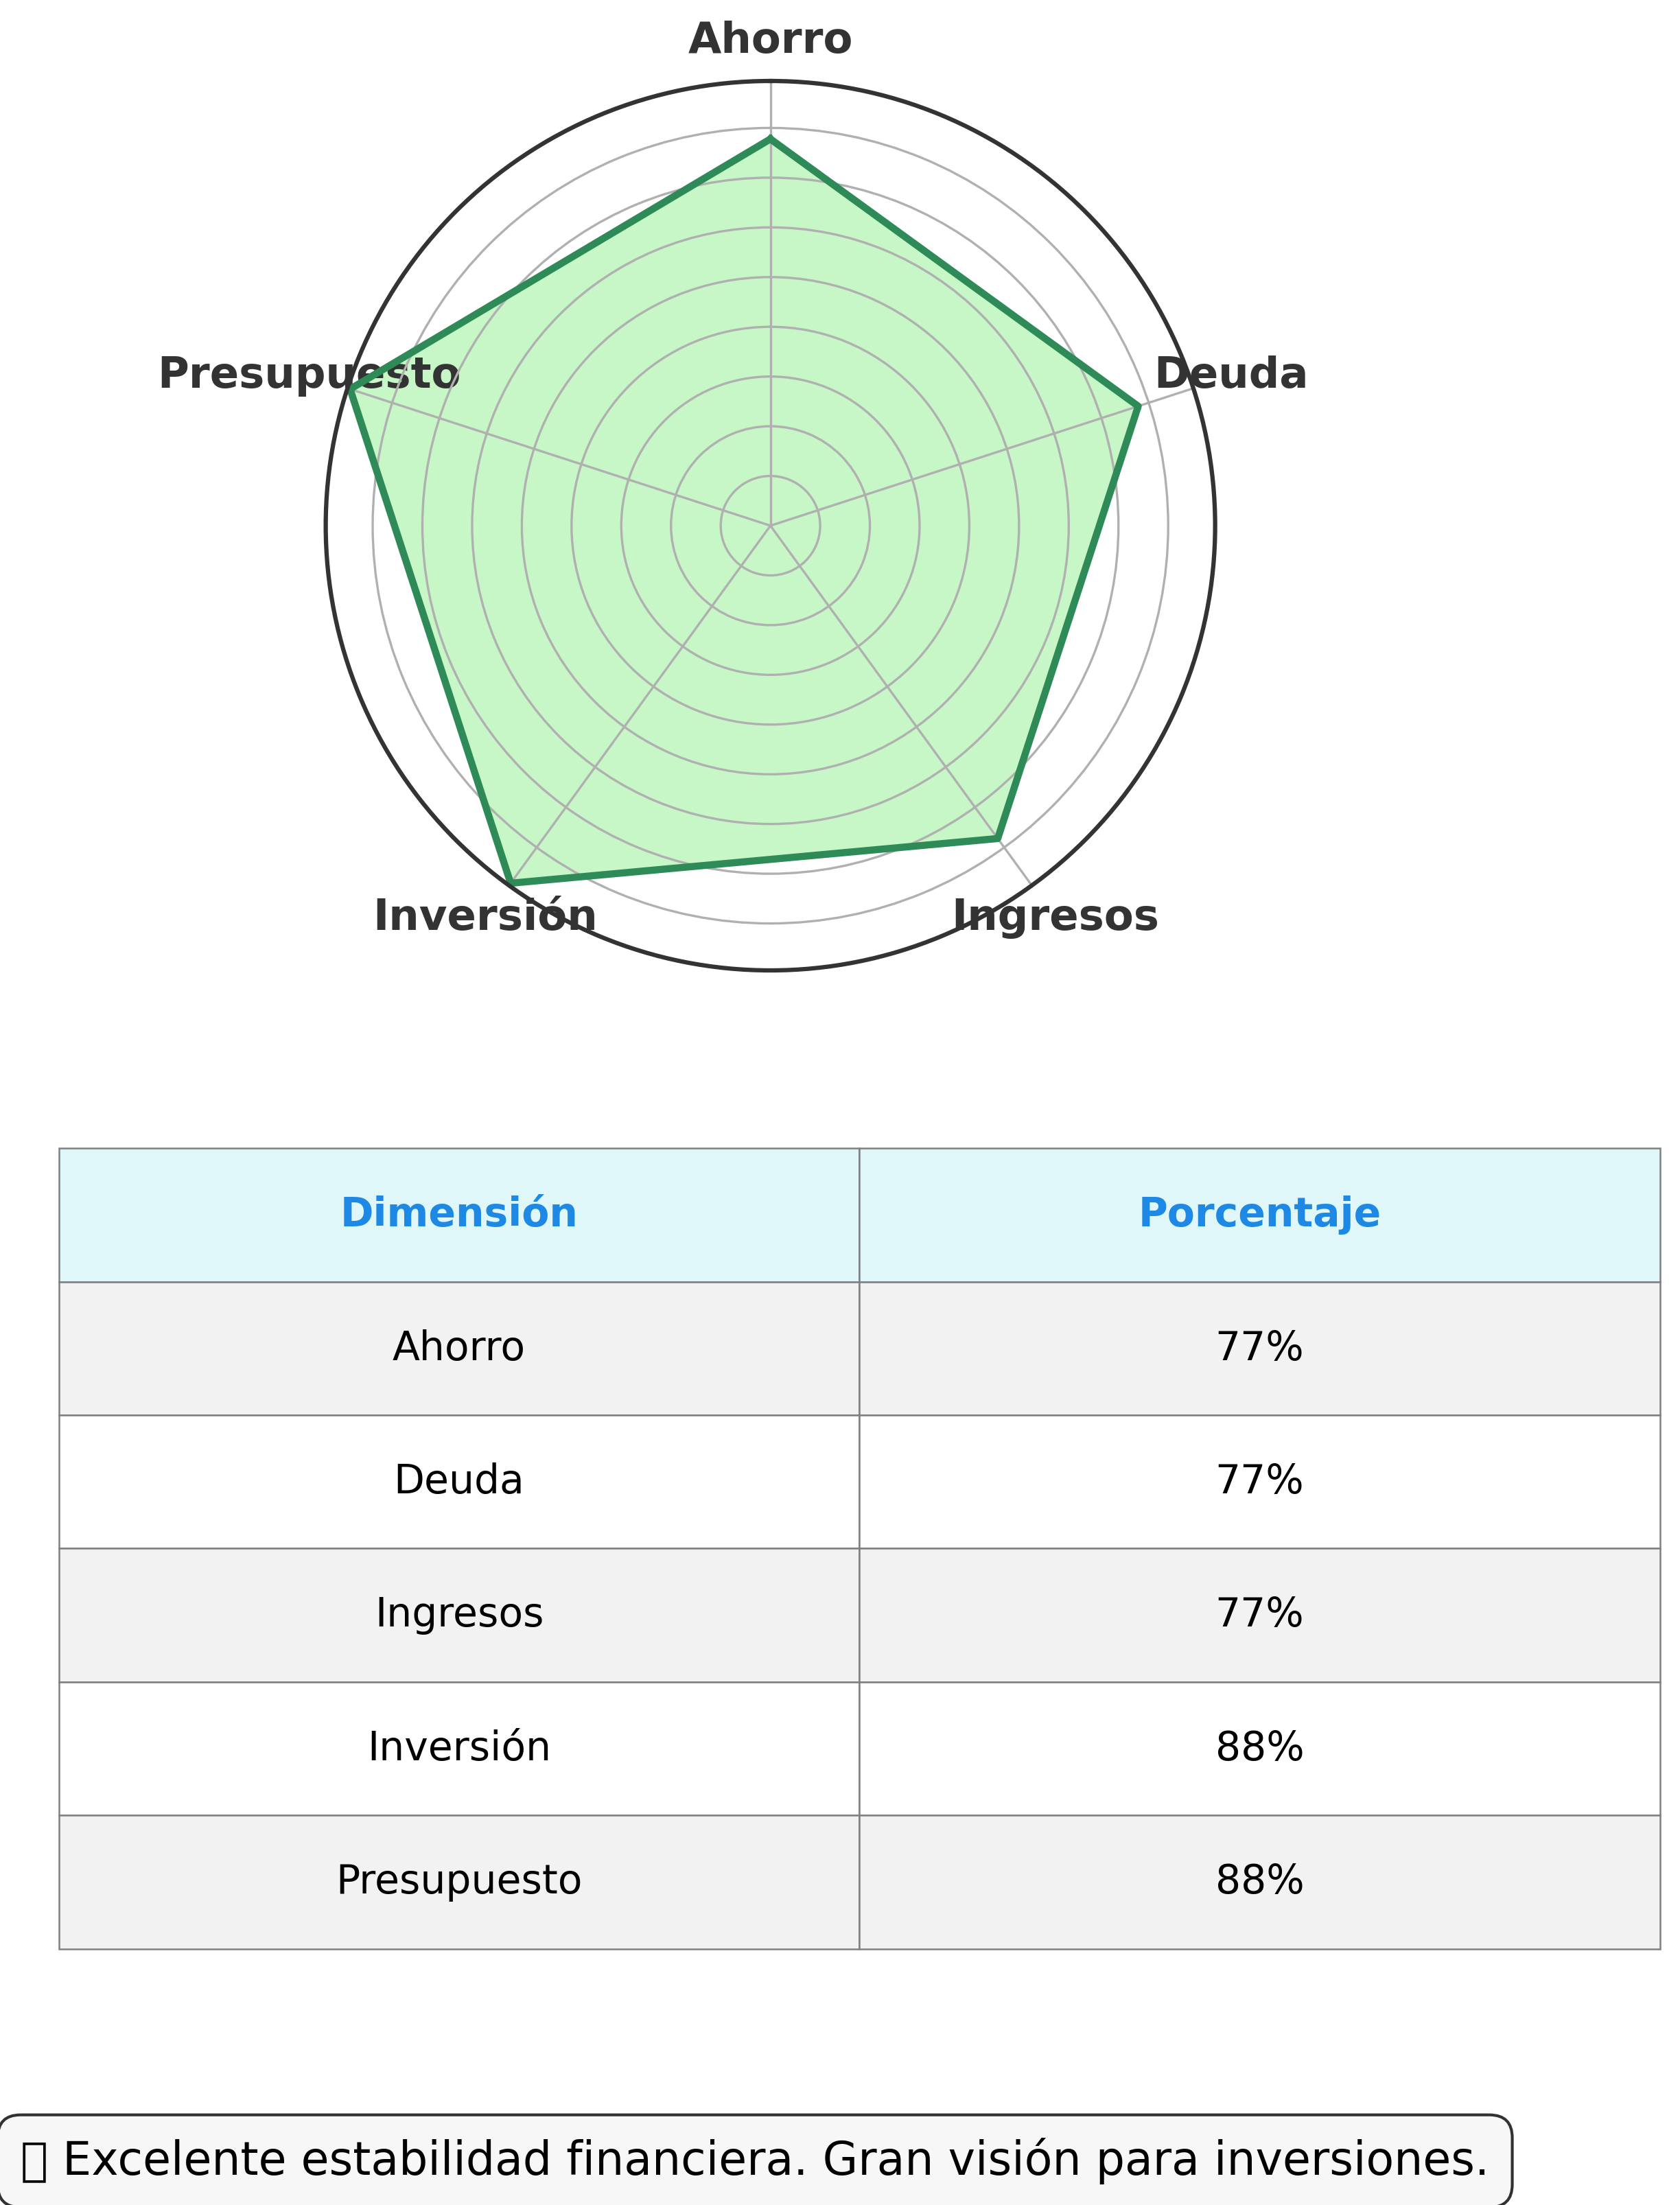 Ahorro
Presupuesto
Deuda
Inversión
Ingresos
Dimensión Porcentaje
Ahorro 77%
Deuda 77%
Ingresos 77%
Inversión 88%
Presupuesto 88%
Excelente estabilidad financiera. Gran visión para inversiones.